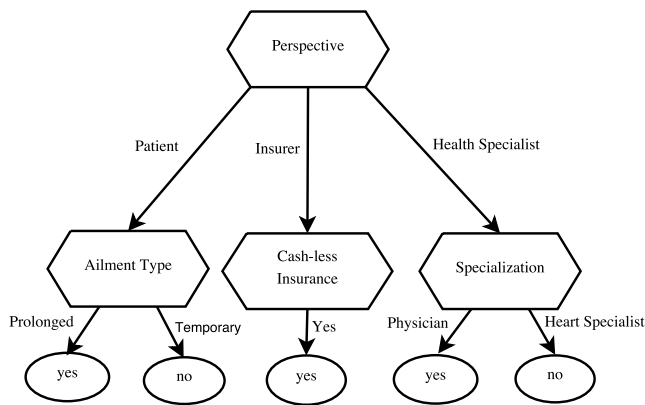 Perspective
Patient
Insurer
Health Specialist
Ailment Type
Cash-less
Insurance
Specialization
Prolonged
Temporary
Yes
Physician
Heart Specialist
yes
no
yes
yes
no